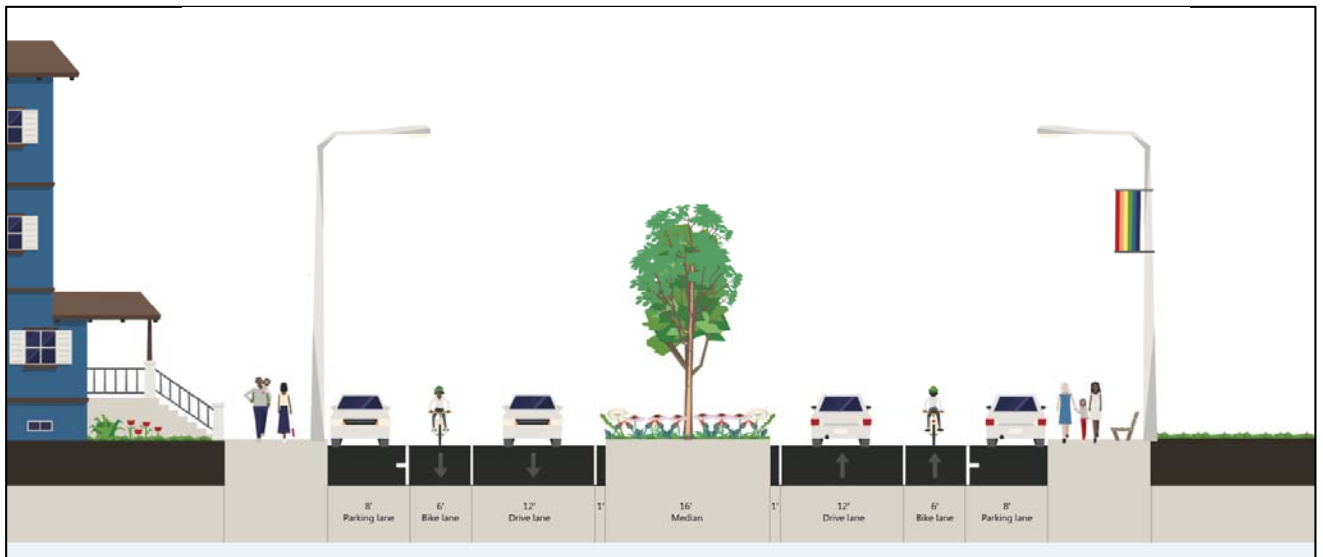 8'
Parking lane
6'
Bike lane
12'
Drive lane
1'
16'
Median
1'
12'
Drive lane
6'
Bike lane
8'
Parking lane